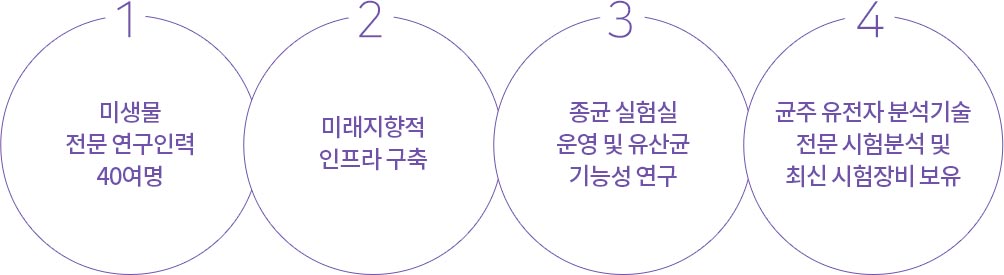 1
미생물
전문 연구인력
40여명
2
미래지향적
인프라 구축
3
종균 실험실
운영 및 유산균
기능성 연구
4
균주 유전자 분석기술
전문 시험분석 및
최신 시험장비 보유